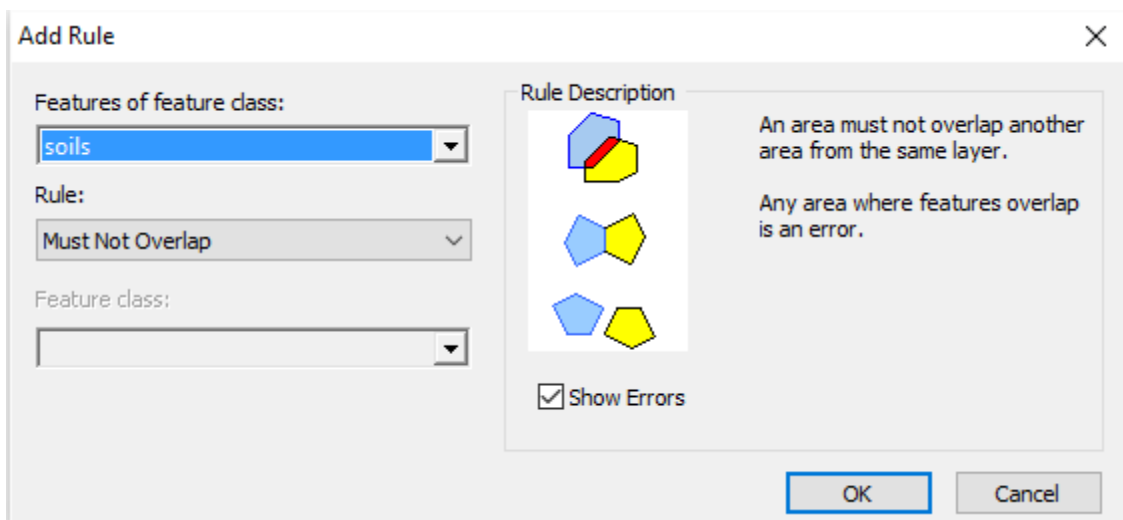 Add Rule
Features of feature class:
soils
Rule:
Must Not Overlap
Feature class:
Rule Description
An area must not overlap another
area from the same layer.
Any area where features overlap
is an error.
Show Errors
OK
Cancel